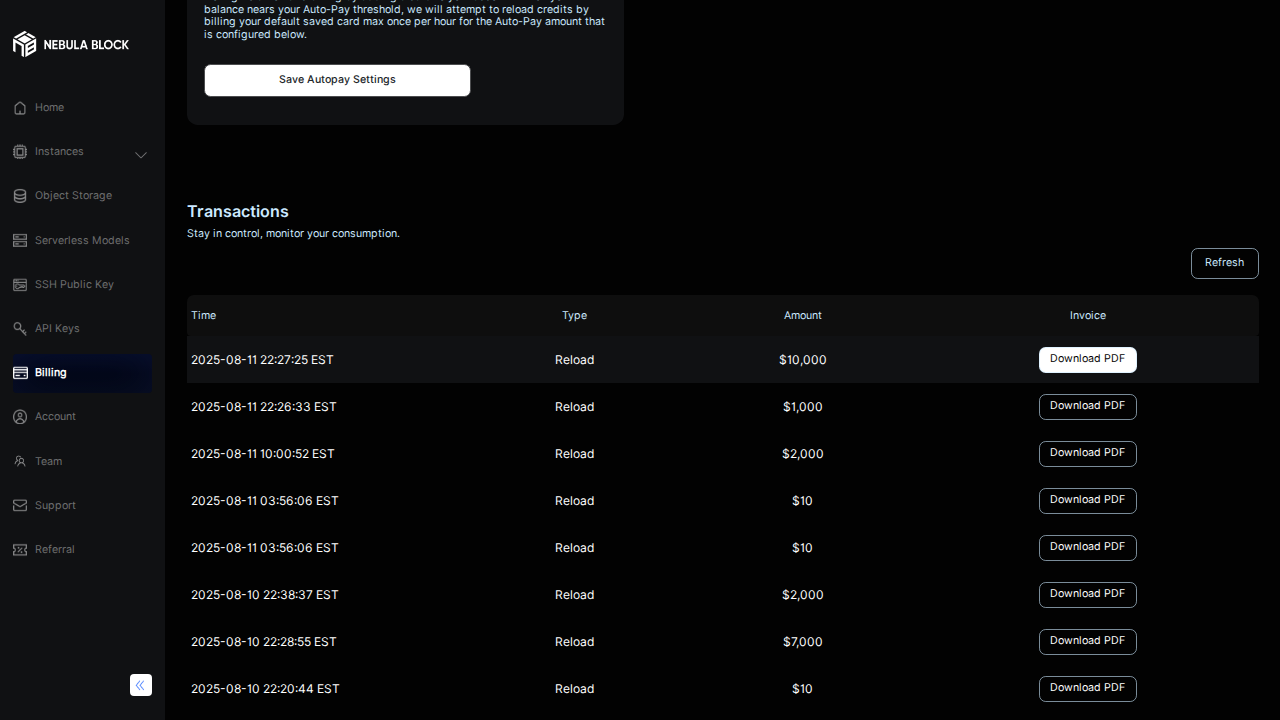 balance nears your Auto-Pay threshold, we will attempt to reload credits by
billing your default saved card max once per hour for the Auto-Pay amount that
is configured below.
Save Autopay Settings
NEBULA BLOCK
Home
Instances
Object Storage
Serverless Models
SSH Public Key
API Keys
Billing
Account
Team
Support
Referral
Transactions
Stay in control, monitor your consumption.
Refresh
Time Type Amount Invoice
2025-08-11 22:27:25 EST Reload $10,000 Download PDF
2025-08-11 22:26:33 EST Reload $1,000 Download PDF
2025-08-11 10:00:52 EST Reload $2,000 Download PDF
2025-08-11 03:56:06 EST Reload $10 Download PDF
2025-08-11 03:56:06 EST Reload $10 Download PDF
2025-08-10 22:38:37 EST Reload $2,000 Download PDF
2025-08-10 22:28:55 EST Reload $7,000 Download PDF
2025-08-10 22:20:44 EST Reload $10 Download PDF